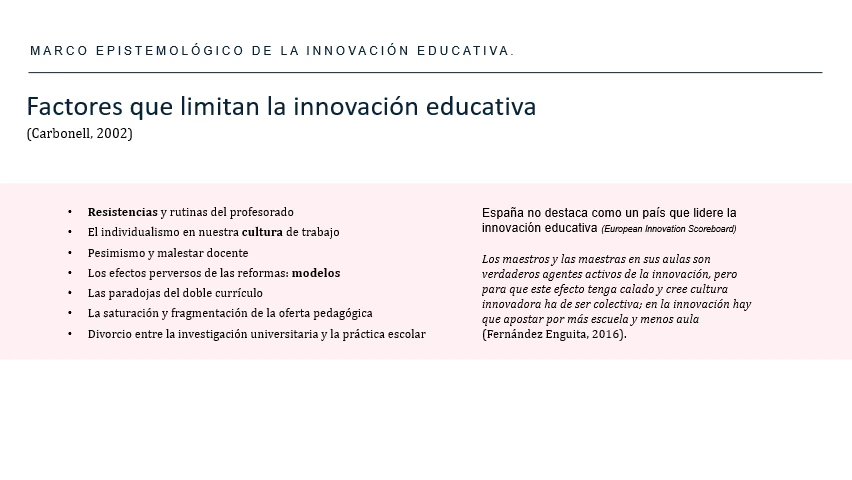 MARCO EPISTEMOLÓGICO DE LA INNOVACIÓN EDUCATIVA.
Factores que limitan la innovación educativa
(Carbonell, 2002)
• Resistencias y rutinas del profesorado
• El individualismo en nuestra cultura de trabajo
• Pesimismo y malestar docente
• Los efectos perversos de las reformas: modelos
• Las paradojas del doble currículo
• La saturación y fragmentación de la oferta pedagógica
• Divorcio entre la investigación universitaria y la práctica escolar
España no destaca como un país que lidere la
innovación educativa (European Innovation Scoreboard)
Los maestros y las maestras en sus aulas son
verdaderos agentes activos de la innovación, pero
para que este efecto tenga calado y cree cultura
innovadora ha de ser colectiva; en la innovación hay
que apostar por más escuela y menos aula
(Fernández Enguita, 2016).